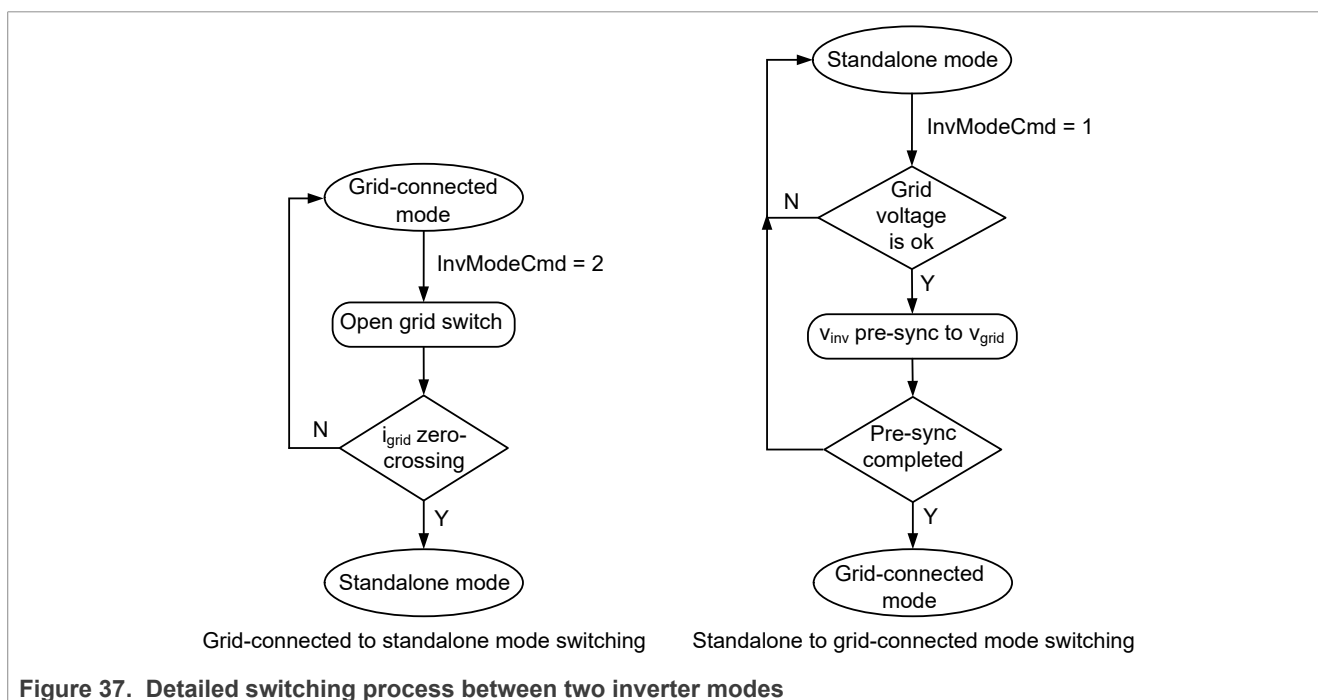 Grid-connected
mode
InvModeCmd = 2
Open grid switch
N
igrid zero-
crossing
Y
Standalone mode
Grid-connected to standalone mode switching
Standalone mode
InvModeCmd = 1
Grid
voltage
is ok
N
Y
vinv pre-sync to vgrid
Pre-sync
completed
Y
Grid-connected
mode
Standalone to grid-connected mode switching
Figure 37. Detailed switching process between two inverter modes